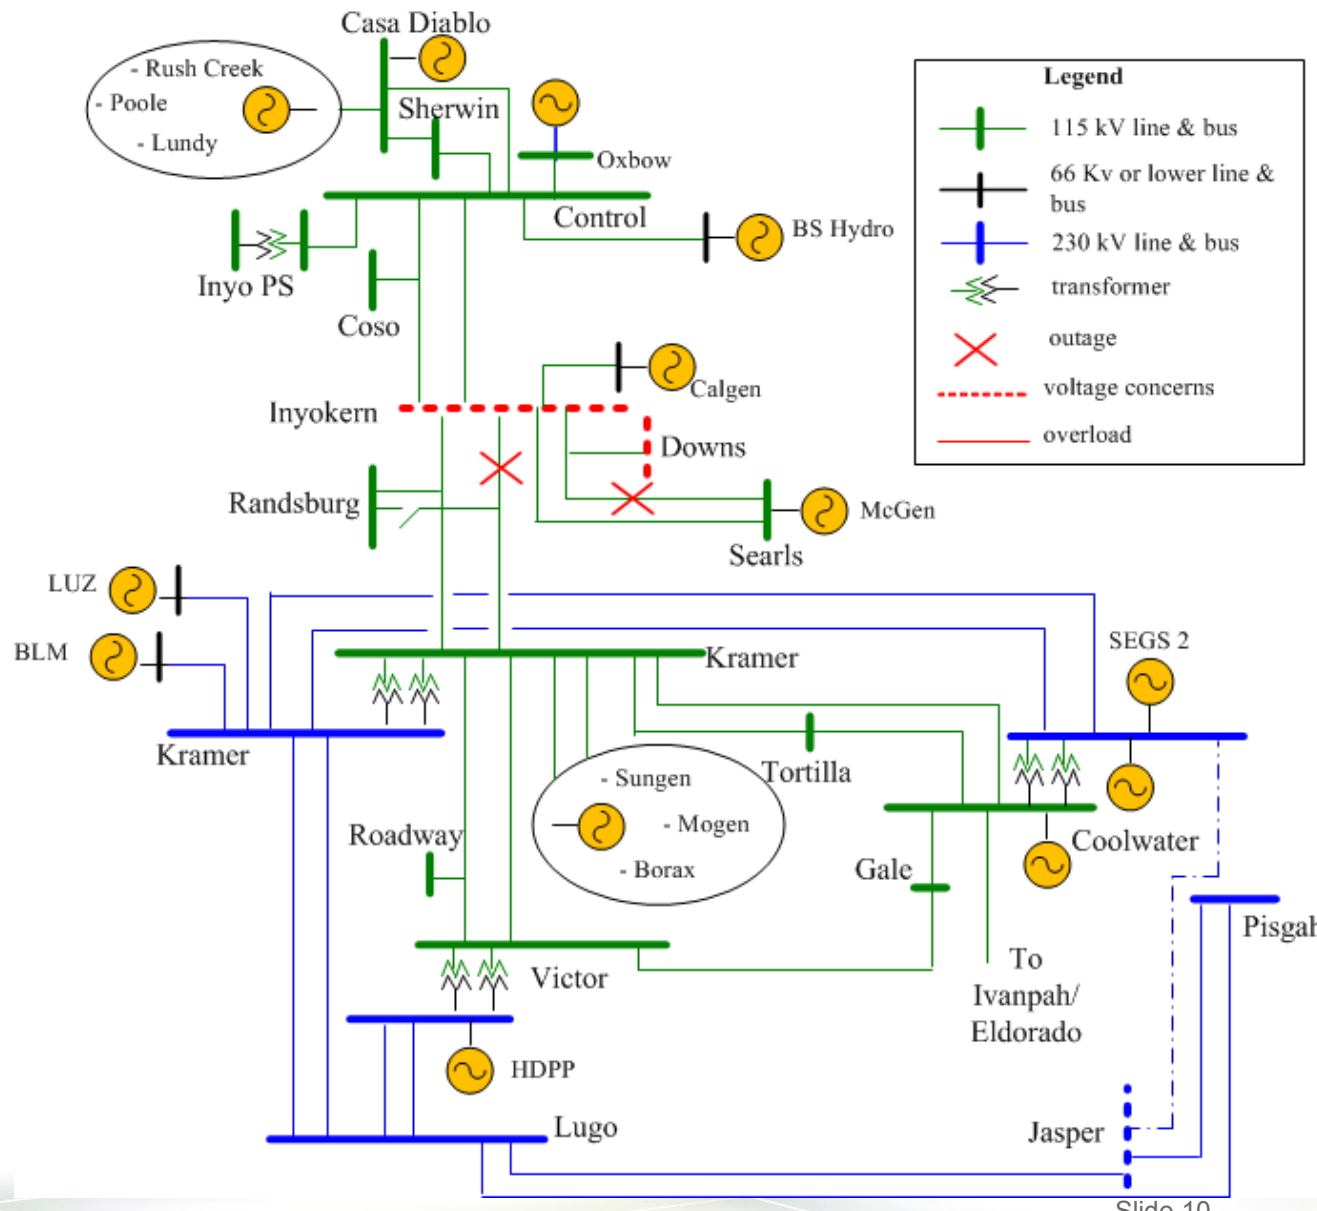 Casa Diablo
- Rush Creek
- Poole
- Lundy
Sherwin
Oxbow
Control
BS Hydro
Inyo PS
Coso
Legend
115 kV line & bus
66 Kv or lower line &
bus
230 kV line & bus
transformer
outage
voltage concerns
overload
Calgen
Inyokern
Downs
Randsburg
McGen
Searls
LUZ
BLM
SEGS 2
Kramer
Kramer
Tortilla
- Sungen
- Mogen
- Borax
Roadway
Coolwater
Gale
Pisgah
Victor
To
Ivanpah/
Eldorado
HDPP
Lugo
Jasper
Slide 10